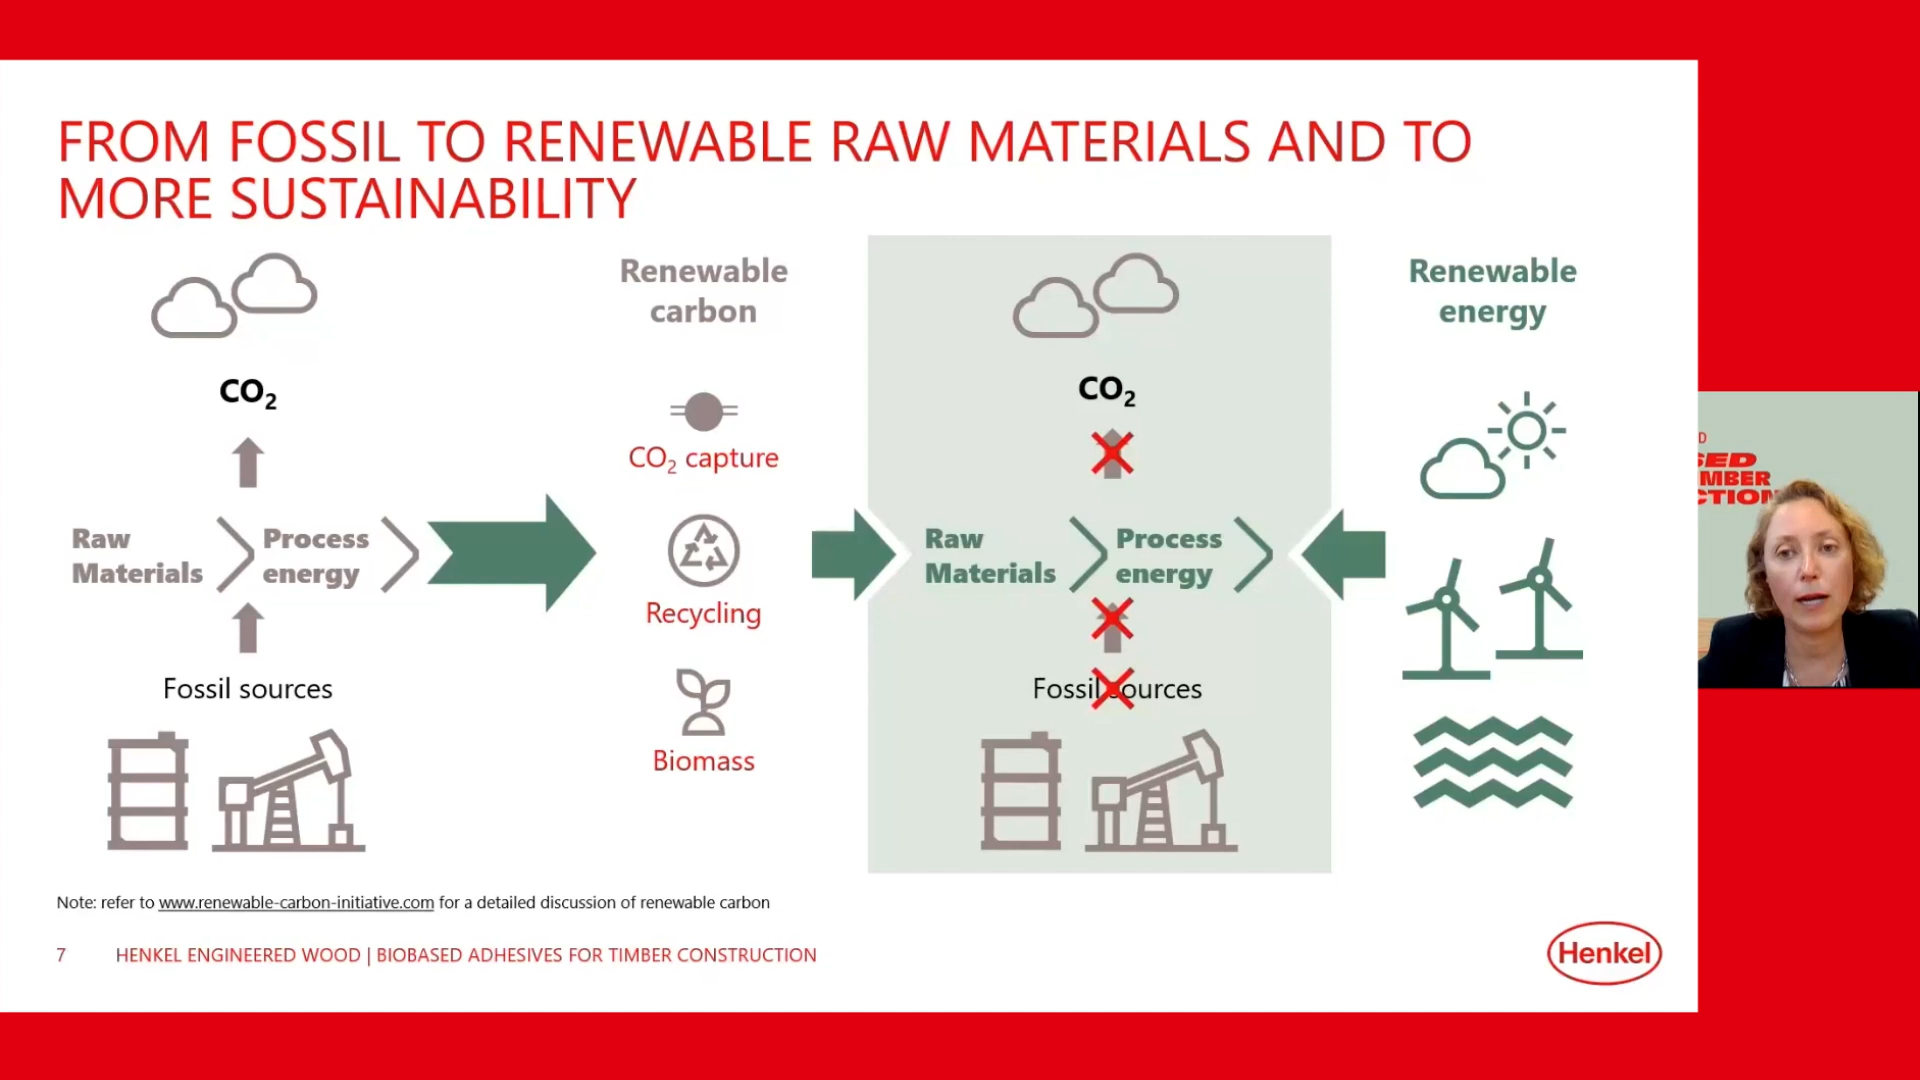 FROM FOSSIL TO RENEWABLE RAW MATERIALS AND TO
MORE SUSTAINABILITY
CO₂
Raw
Materials
Process
energy
Fossil sources
Renewable
carbon
CO₂ capture
Recycling
Biomass
CO₂
Raw
Materials
Process
energy
Fossil sources
Renewable
energy
Note: refer to www.renewable-carbon-initiative.com for a detailed discussion of renewable carbon
7 HENKEL ENGINEERED WOOD | BIOBASED ADHESIVES FOR TIMBER CONSTRUCTION
Henkel